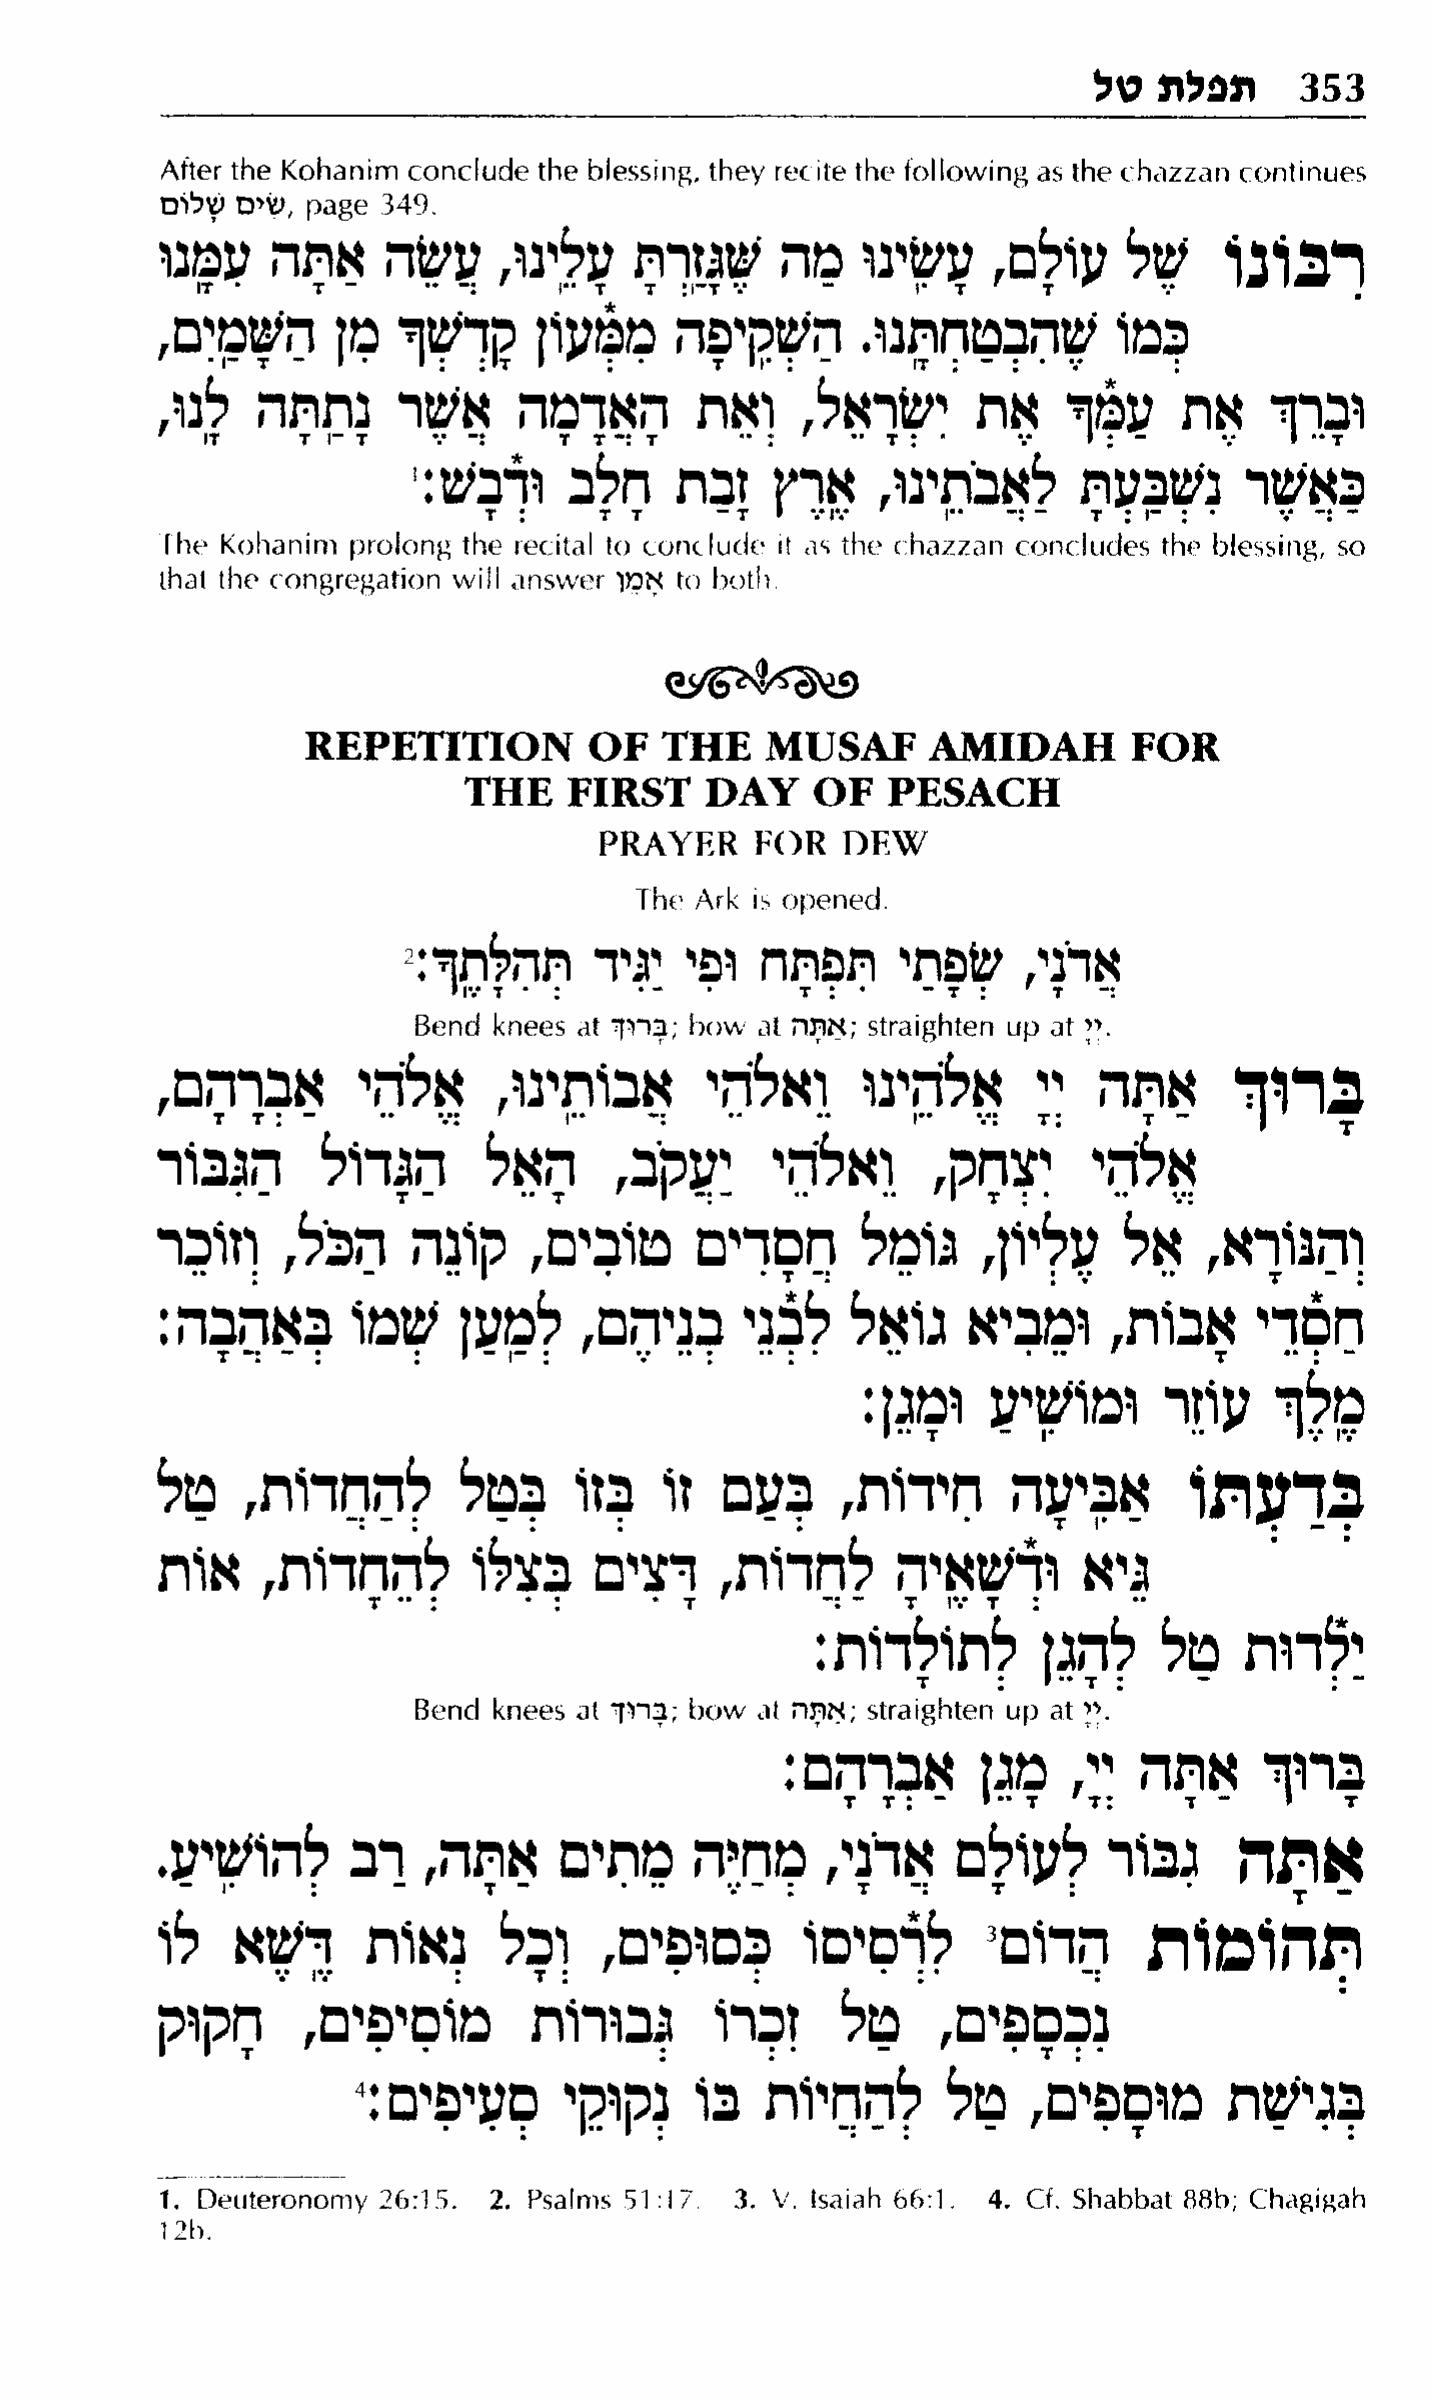 תפלת טל 353
After the Kohanim conclude the blessing, they recite the following as the chazzan continues
שִׂים שָׁלוֹם, page 349.
רִבּוֹנוֹ שֶׁל עוֹלָם, עָשִׂינוּ מַה שֶּׁגָּזַרְתָּ עָלֵינוּ, עֲשֵׂה אַתָּה עִמָּנוּ
כְּמוֹ שֶׁהִבְטַחְתָּנוּ. הַשְׁקִיפָה מִמְּ֯עוֹן קָדְשְׁךָ מִן הַשָּׁמַיִם,
וּבָרֵךְ אֶת עַמְּ֯ךָ אֶת יִשְׂרָאֵל, וְאֵת הָאֲדָמָה אֲשֶׁר נָתַתָּה לָנוּ,
כַּאֲשֶׁר נִשְׁבַּעְתָּ לַאֲבֹתֵינוּ, אֶרֶץ זָבַת חָלָב וּדְ֯בָשׁ:¹
The Kohanim prolong the recital to conclude it as the chazzan concludes the blessing, so
that the congregation will answer אָמֵן to both.
REPETITION OF THE MUSAF AMIDAH FOR
THE FIRST DAY OF PESACH
PRAYER FOR DEW
The Ark is opened.
אֲדֹנָי, שְׂפָתַי תִּפְתָּח וּפִי יַגִּיד תְּהִלָּתֶךָ:²
Bend knees at בָּרוּךְ; bow at אַתָּה; straighten up at יְיָ.
בָּרוּךְ אַתָּה יְיָ אֱלֹהֵינוּ וֵאלֹהֵי אֲבוֹתֵינוּ, אֱלֹהֵי אַבְרָהָם,
אֱלֹהֵי יִצְחָק, וֵאלֹהֵי יַעֲקֹב, הָאֵל הַגָּדוֹל הַגִּבּוֹר
וְהַנּוֹרָא, אֵל עֶלְיוֹן, גּוֹמֵל חֲסָדִים טוֹבִים, קוֹנֵה הַכֹּל, וְזוֹכֵר
חַסְ֯דֵי אָבוֹת, וּמֵבִיא גוֹאֵל לִבְ֯נֵי בְנֵיהֶם, לְמַעַן שְׁמוֹ בְּאַהֲבָה:
מֶלֶךְ עוֹזֵר וּמוֹשִׁיעַ וּמָגֵן:
בְּדַעְתּוֹ אַבִּיעָה חִידוֹת, בְּעַם זוֹ בְּזוֹ בְּטַל לְהַחֲדוֹת, טַל
גֵּיא וּדְ֯שָׁאֶיהָ לַחֲדוֹת, דָּצִים בְּצִלּוֹ לְהֵחָדוֹת, אוֹת
יַלְ֯דוּת טַל לְהָגֵן לְתוֹלָדוֹת:
Bend knees at בָּרוּךְ; bow at אַתָּה; straighten up at יְיָ.
בָּרוּךְ אַתָּה יְיָ, מָגֵן אַבְרָהָם:
אַתָּה גִבּוֹר לְעוֹלָם אֲדֹנָי, מְחַיֶּה מֵתִים אַתָּה, רַב לְהוֹשִׁיעַ.
תְּהוֹמוֹת הֲדוֹם³ לִרְ֯סִיסוֹ כְּסוּפִים, וְכָל נְאוֹת דֶּשֶׁא לוֹ
נִכְסָפִים, טַל זִכְרוֹ גְּבוּרוֹת מוֹסִיפִים, חָקוּק
בְּגִישַׁת מוּסָפִים, טַל לְהַחֲיוֹת בּוֹ נְקוּקֵי סְעִיפִים:⁴
1. Deuteronomy 26:15. 2. Psalms 51:17. 3. V. Isaiah 66:1. 4. Cf. Shabbat 88b; Chagigah
12b.